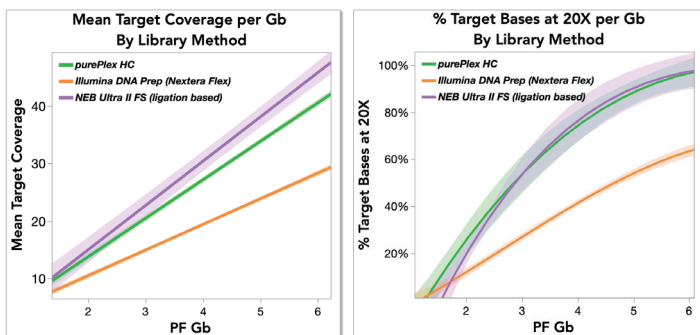 Mean Target Coverage per Gb
By Library Method
purePlex HC
Illumina DNA Prep (Nextera Flex)
NEB Ultra II FS (ligation based)
Mean Target Coverage
40
30
20
10
2 3 4 5 6
PF Gb
% Target Bases at 20X per Gb
By Library Method
purePlex HC
Illumina DNA Prep (Nextera Flex)
NEB Ultra II FS (ligation based)
% Target Bases at 20X
100%
80%
60%
40%
20%
2 3 4 5 6
PF Gb